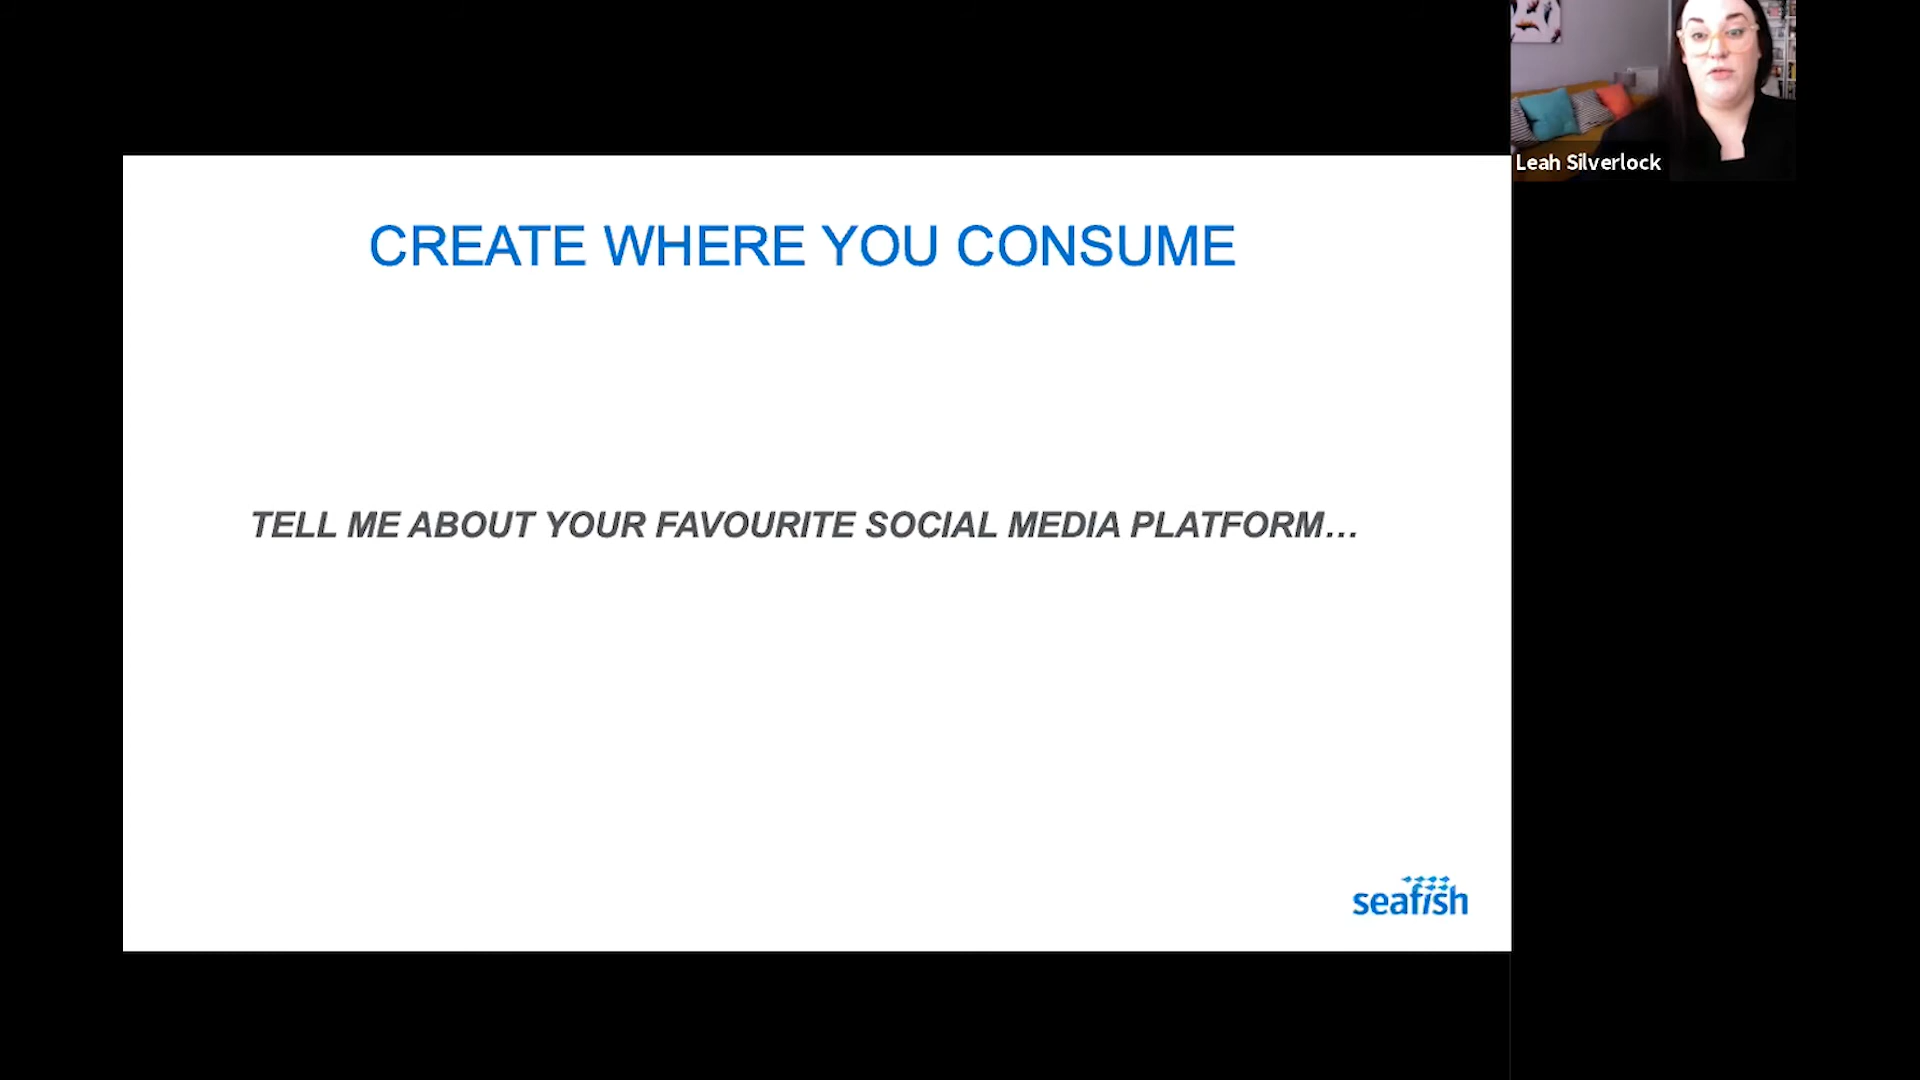 Leah Silverlock
CREATE WHERE YOU CONSUME
TELL ME ABOUT YOUR FAVOURITE SOCIAL MEDIA PLATFORM...
seafish